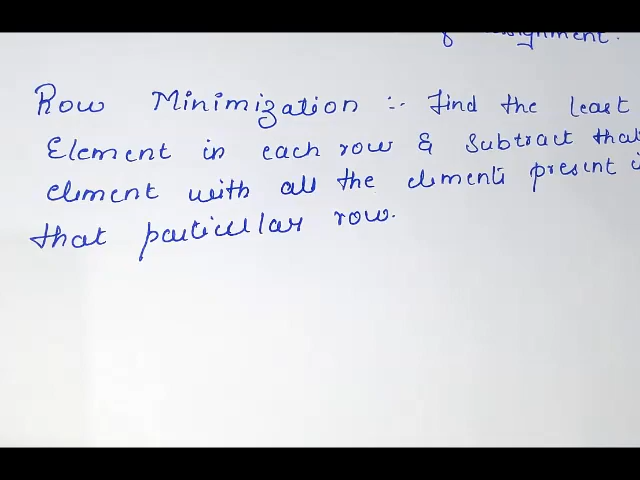 assignment.
Row Minimization :- Find the least
Element in each row & Subtract that
element with all the elements present i
that particular row.